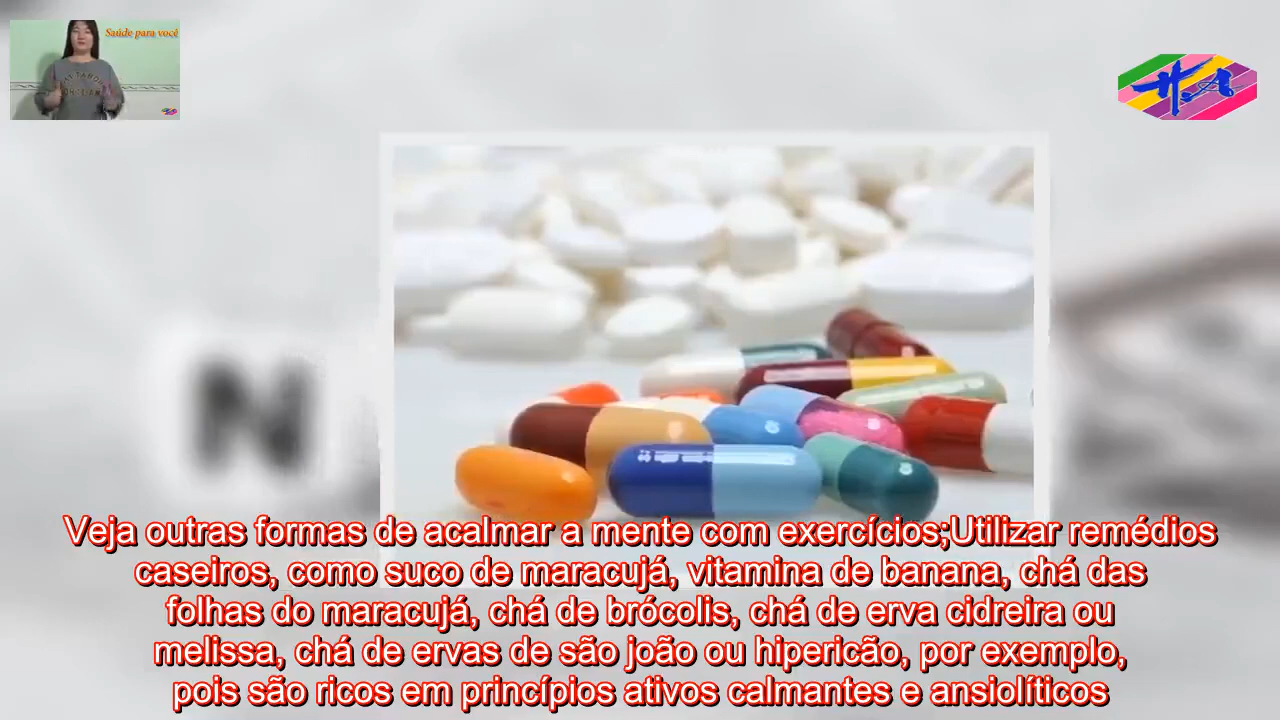 Saúde para você
H.A
N
Veja outras formas de acalmar a mente com exercícios;Utilizar remédios
caseiros, como suco de maracujá, vitamina de banana, chá das
folhas do maracujá, chá de brócolis, chá de erva cidreira ou
melissa, chá de ervas de são joão ou hipericão, por exemplo,
pois são ricos em princípios ativos calmantes e ansiolíticos